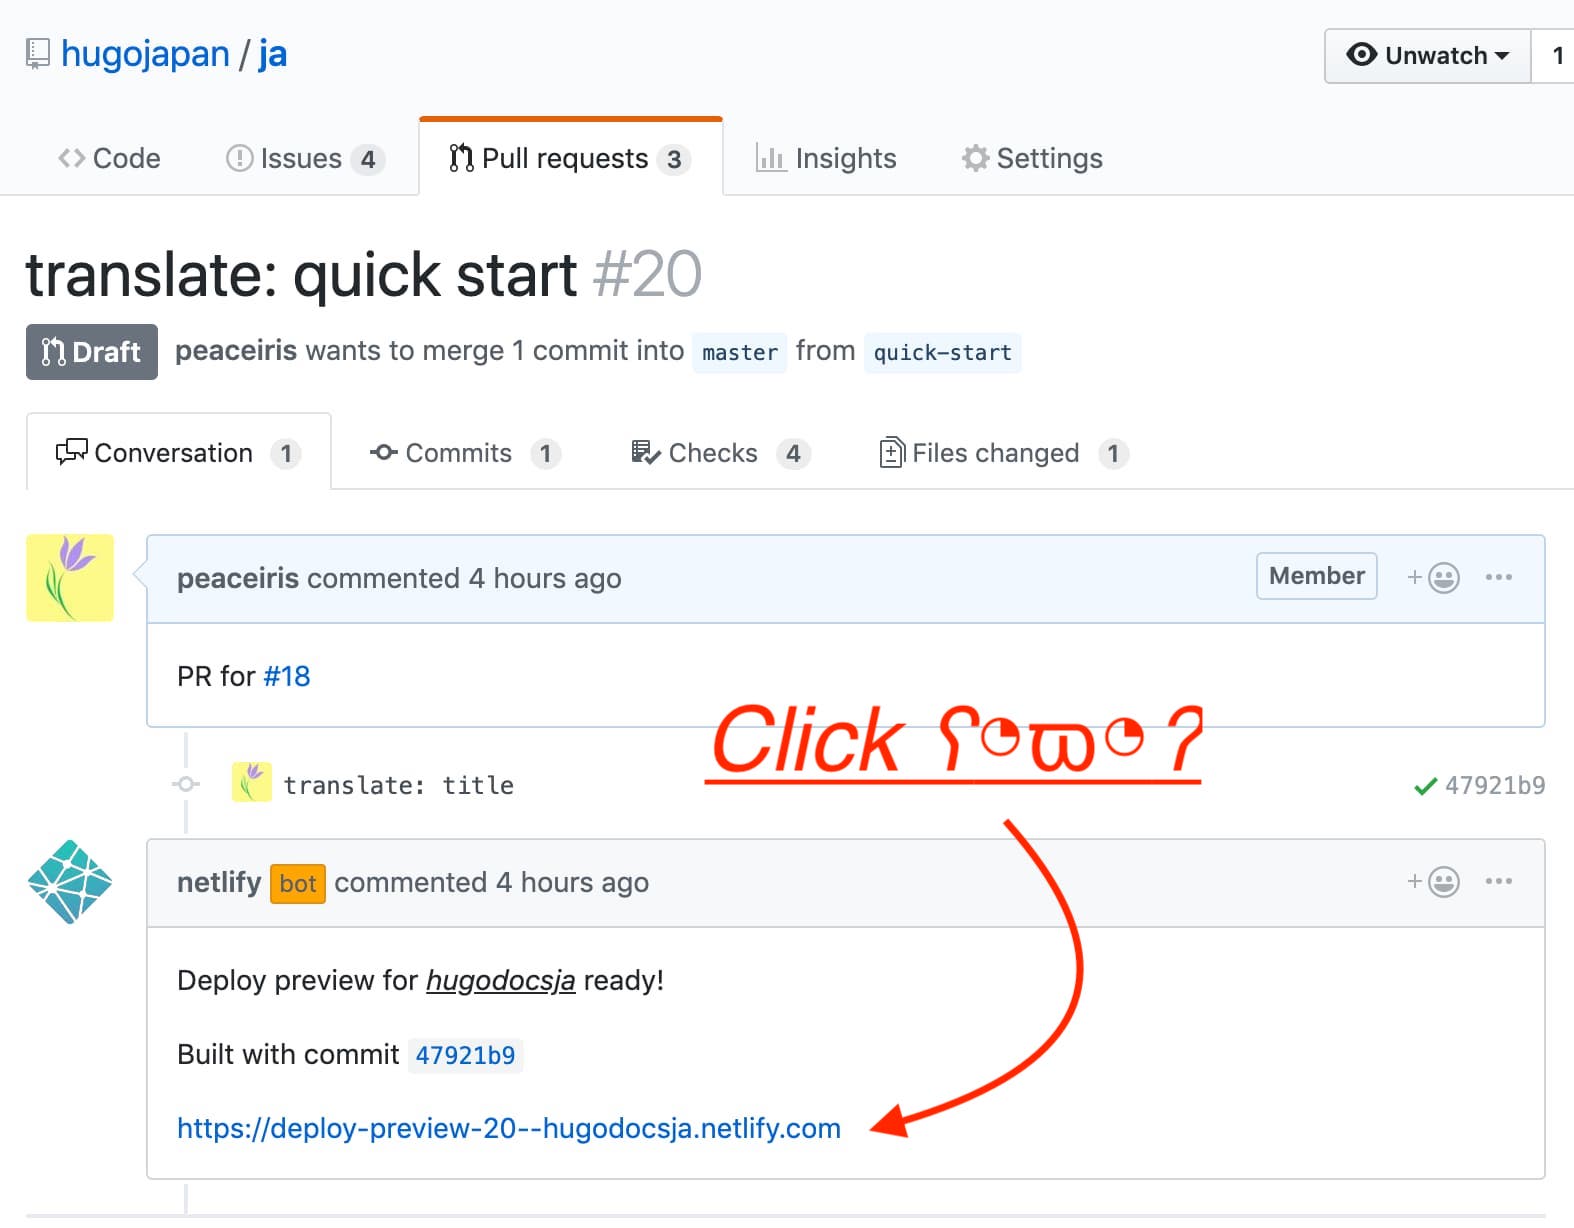 hugojapan / ja
Unwatch 1
Code Issues 4 Pull requests 3 Insights Settings
translate: quick start #20
Draft peaceiris wants to merge 1 commit into master from quick-start
Conversation 1 Commits 1 Checks 4 Files changed 1
peaceiris commented 4 hours ago Member
PR for #18
Click ʕ◔ϖ◔ʔ
translate: title 47921b9
netlify bot commented 4 hours ago
Deploy preview for hugodocsja ready!
Built with commit 47921b9
https://deploy-preview-20--hugodocsja.netlify.com